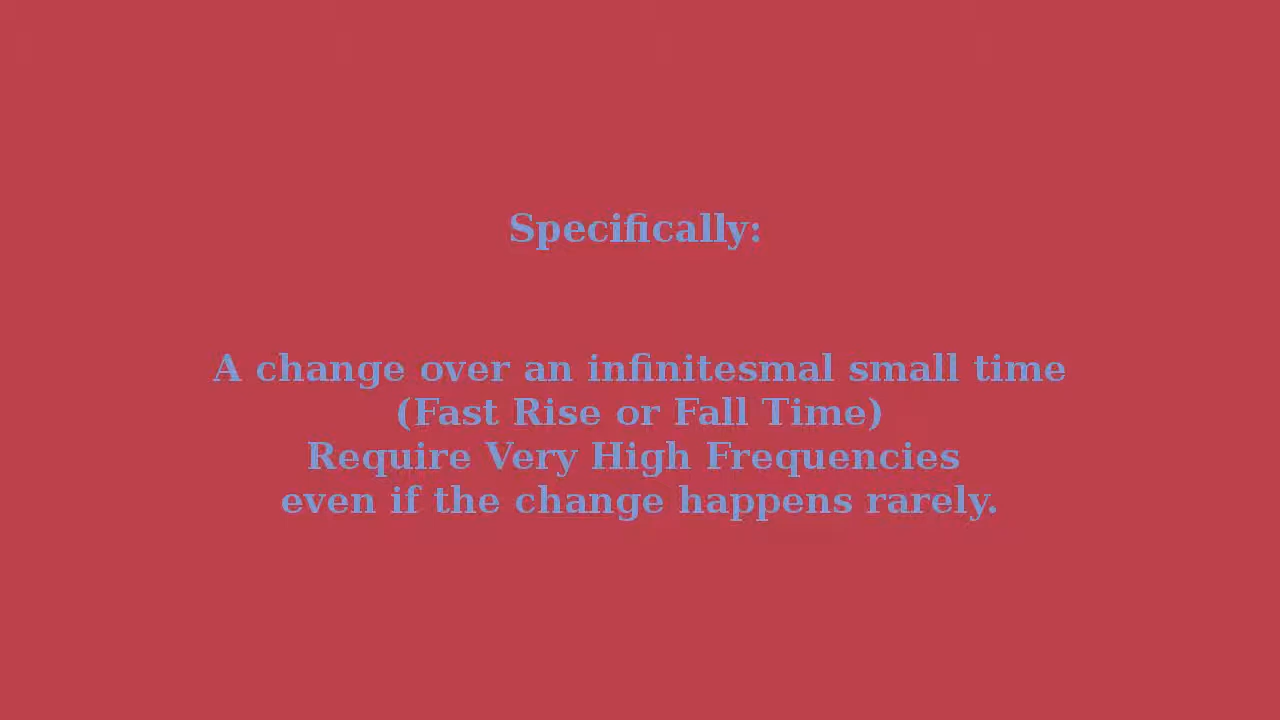 Specifically:
A change over an infinitesmal small time
(Fast Rise or Fall Time)
Require Very High Frequencies
even if the change happens rarely.